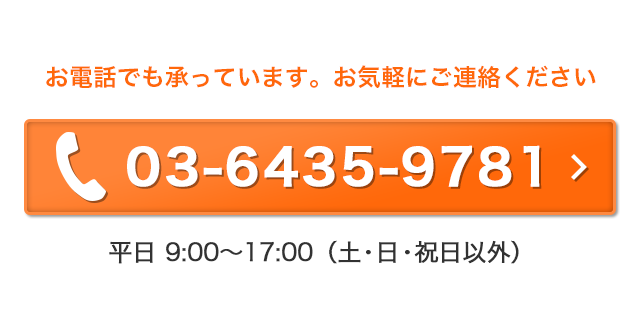 お電話でも承っています。お気軽にご連絡ください
03-6435-9781
平日 9:00～17:00（土・日・祝日以外）